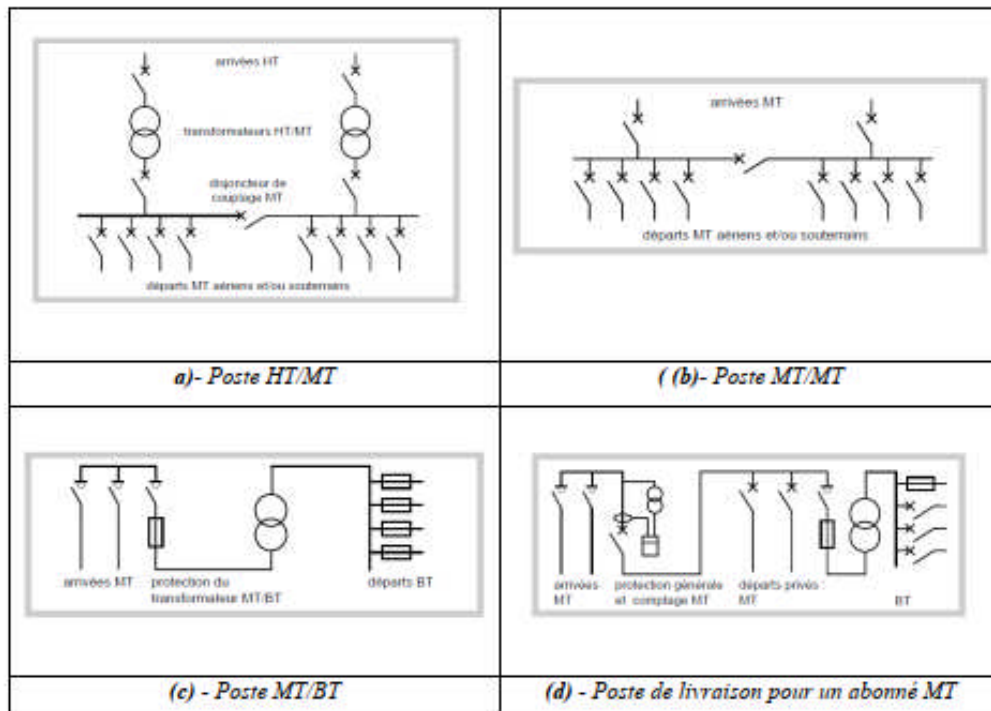 arrivées HT
transformateurs HT/MT
disjoncteur de
couplage MT
départs MT aériens et/ou souterrains
a)- Poste HT/MT
arrivées MT
départs MT aériens et/ou souterrains
( (b)- Poste MT/MT
arrivées MT
protection du
transformateur MT/BT
départs BT
(c) - Poste MT/BT
arrivées
MT
protection générale
et comptage MT
départs privés :
MT
BT
(d) - Poste de livraison pour un abonné MT